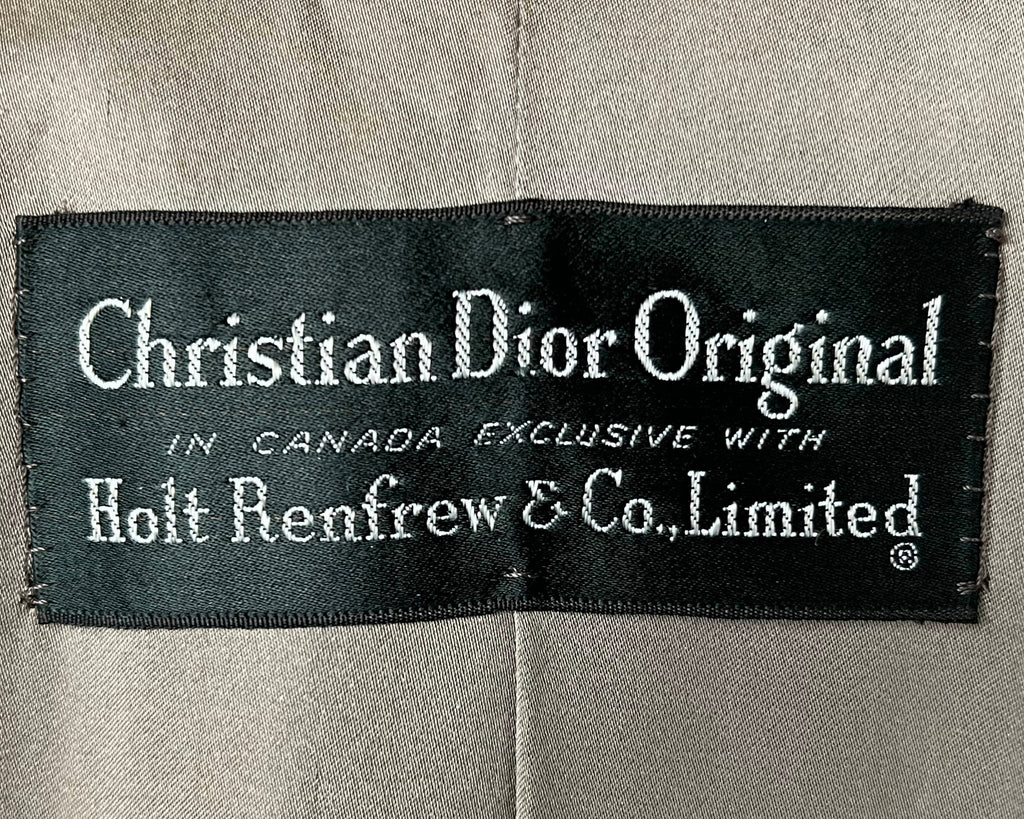 Christian Dior Original
IN CANADA EXCLUSIVE WITH
Holt Renfrew & Co., Limited
®